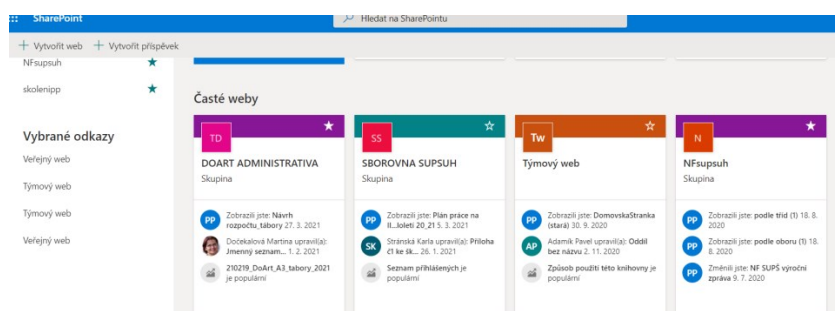 SharePoint
Hledat na SharePointu
Vytvořit web
Vytvořit příspěvek
NFsupsuh
skolenipp
Vybrané odkazy
Veřejný web
Týmový web
Týmový web
Veřejný web
Časté weby
TD
DOART ADMINISTRATIVA
Skupina
PP
Zobrazili jste: Návrh
rozpočtu_tábory 27. 3. 2021
Dočekalová Martina upravil(a):
Jmenný seznam... 1. 2. 2021
210219_DoArt_A3_tabory_2021
je populární
SS
SBOROVNA SUPSUH
Skupina
PP
Zobrazili jste: Plán práce na
II...loletí 20_21 5. 3. 2021
SK
Stránská Karla upravil(a): Příloha
č1 ke šk... 26. 1. 2021
Seznam přihlášených je
populární
Tw
Týmový web
PP
Zobrazili jste: DomovskaStranka
(stará) 30. 9. 2020
AP
Adamík Pavel upravil(a): Oddíl
bez názvu 2. 11. 2020
Způsob použití této knihovny je
populární
N
NFsupsuh
Skupina
PP
Zobrazili jste: podle tříd (1) 18. 8.
2020
PP
Zobrazili jste: podle oboru (1) 18.
8. 2020
PP
Změnili jste: NF SUPŠ výroční
zpráva 9. 7. 2020